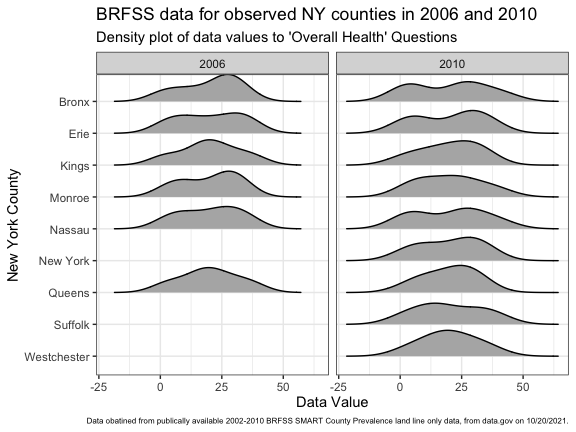 BRFSS data for observed NY counties in 2006 and 2010
Density plot of data values to 'Overall Health' Questions
2006
2010
New York County
Bronx
Erie
Kings
Monroe
Nassau
New York
Queens
Suffolk
Westchester
-25 0 25 50
-25 0 25 50
Data Value
Data obatined from publically available 2002-2010 BRFSS SMART County Prevalence land line only data, from data.gov on 10/20/2021.